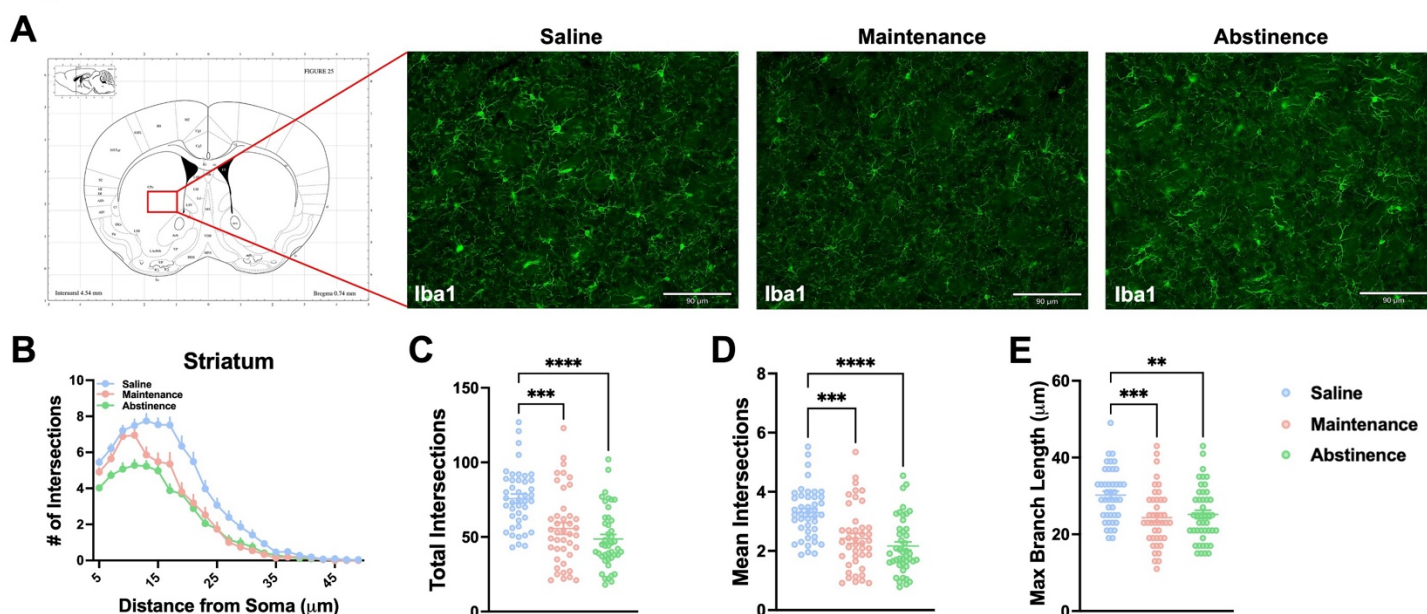 A
Saline
Maintenance
Abstinence
FIGURE 25
Interaural 4.54 mm
Bregma 0.74 mm
Iba1
90 µm
Iba1
90 µm
Iba1
90 µm
B
Striatum
Saline
Maintenance
Abstinence
# of Intersections
10
8
6
4
2
0
5
15
25
35
45
Distance from Soma (µm)
C
Total Intersections
150
100
50
0
****
***
D
Mean Intersections
8
6
4
2
0
****
***
E
Max Branch Length (µm)
60
40
20
0
**
***
Saline
Maintenance
Abstinence